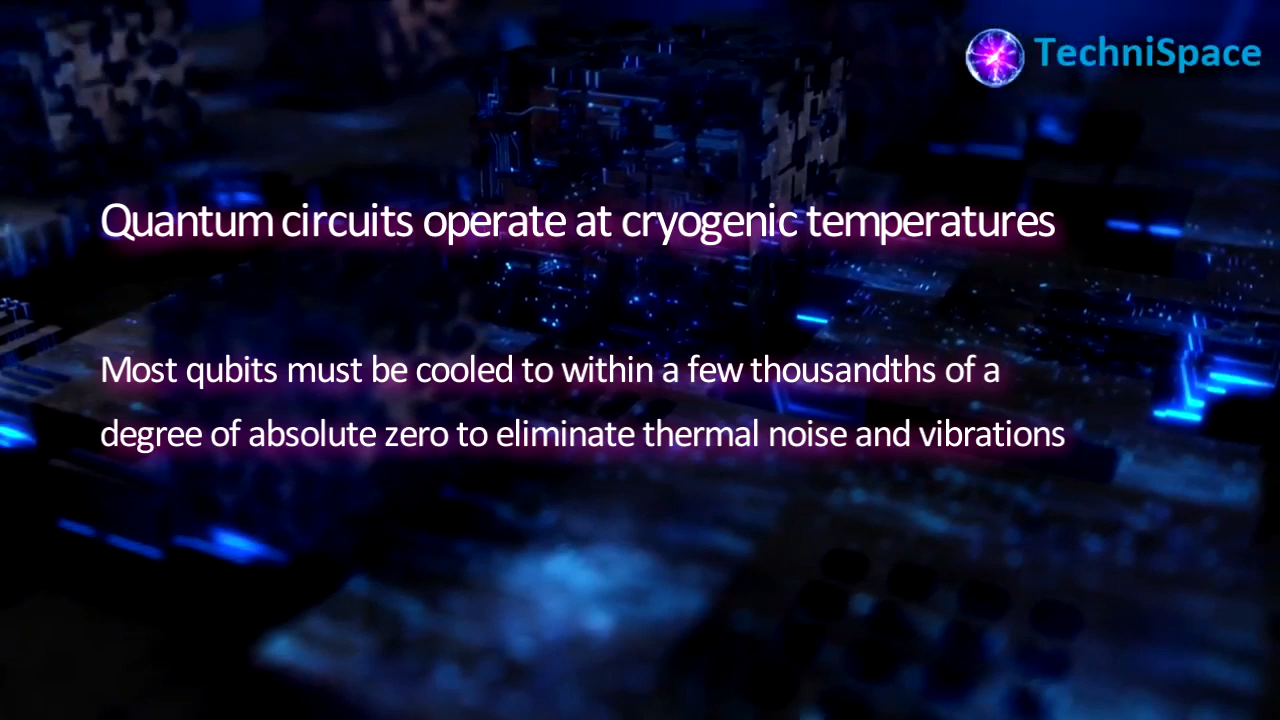 TechniSpace
Quantum circuits operate at cryogenic temperatures
Most qubits must be cooled to within a few thousandths of a
degree of absolute zero to eliminate thermal noise and vibrations